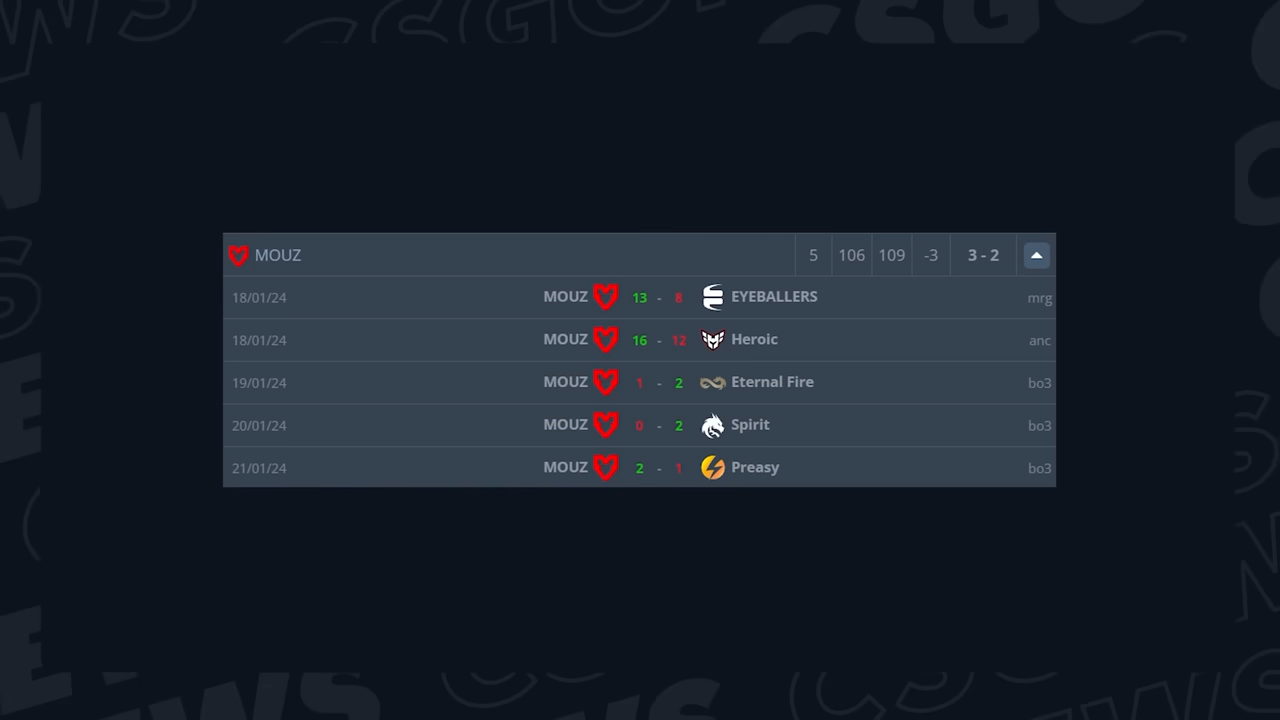 CSGO
MOUZ 5 106 109 -3 3 - 2
18/01/24 MOUZ 13 - 8 EYEBALLERS mrg
18/01/24 MOUZ 16 - 12 Heroic anc
19/01/24 MOUZ 1 - 2 Eternal Fire bo3
20/01/24 MOUZ 0 - 2 Spirit bo3
21/01/24 MOUZ 2 - 1 Preasy bo3